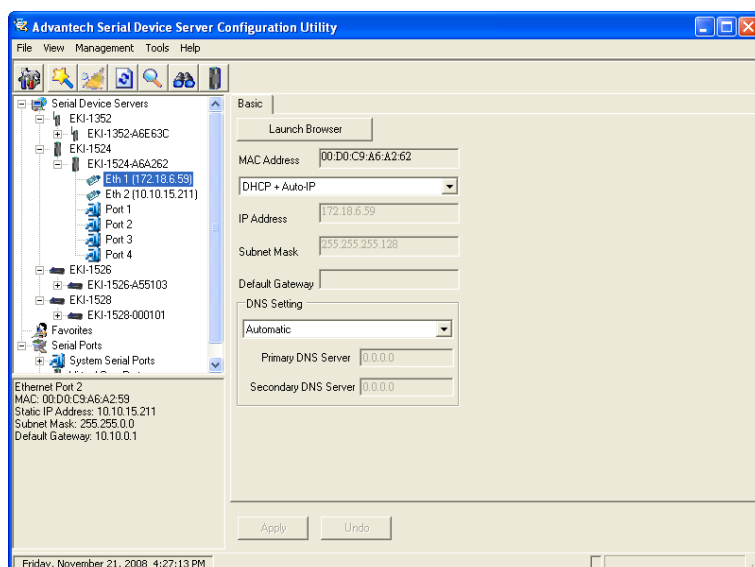 Advantech Serial Device Server Configuration Utility
File View Management Tools Help
Serial Device Servers
EKI-1352
EKI-1352-A6E63C
EKI-1524
EKI-1524-A6A262
Eth 1 (172.18.6.59)
Eth 2 (10.10.15.211)
Port 1
Port 2
Port 3
Port 4
EKI-1526
EKI-1526-A55103
EKI-1528
EKI-1528-000101
Favorites
Serial Ports
System Serial Ports
Ethernet Port 2
MAC: 00:D0:C9:A6:A2:59
Static IP Address: 10.10.15.211
Subnet Mask: 255.255.0.0
Default Gateway: 10.10.0.1
Basic
Launch Browser
MAC Address 00:D0:C9:A6:A2:62
DHCP + Auto-IP
IP Address 172.18.6.59
Subnet Mask 255.255.255.128
Default Gateway
DNS Setting
Automatic
Primary DNS Server 0.0.0.0
Secondary DNS Server 0.0.0.0
Apply Undo
Friday, November 21, 2008 4:27:13 PM